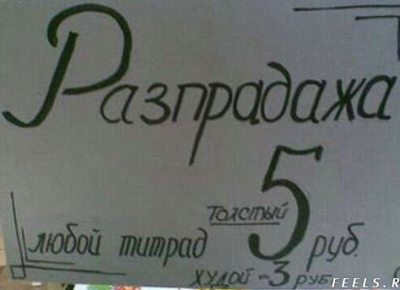 Разпрадажа
любой титрад толстый 5 руб.
худой - 3 руб
FEELS.R